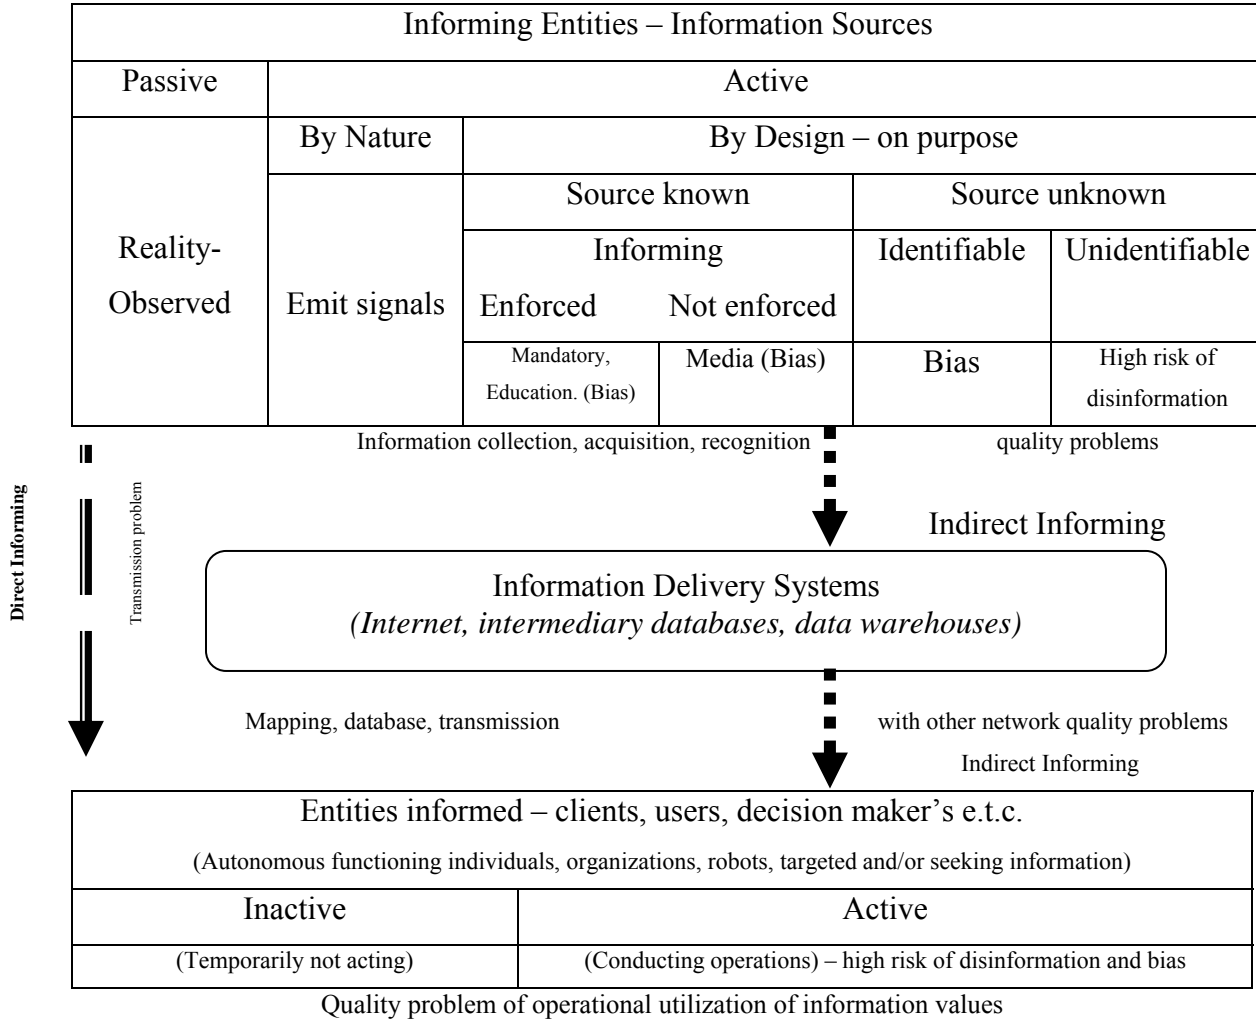 Informing Entities – Information Sources
Passive
Active
By Nature
By Design – on purpose
Source known
Source unknown
Reality-
Observed
Emit signals
Informing
Enforced
Not enforced
Identifiable
Unidentifiable
Mandatory,
Education. (Bias)
Media (Bias)
Bias
High risk of
disinformation
Information collection, acquisition, recognition
quality problems
Direct Informing
Transmission problem
Indirect Informing
Information Delivery Systems
(Internet, intermediary databases, data warehouses)
Mapping, database, transmission
with other network quality problems
Indirect Informing
Entities informed – clients, users, decision maker's e.t.c.
(Autonomous functioning individuals, organizations, robots, targeted and/or seeking information)
Inactive
Active
(Temporarily not acting)
(Conducting operations) – high risk of disinformation and bias
Quality problem of operational utilization of information values